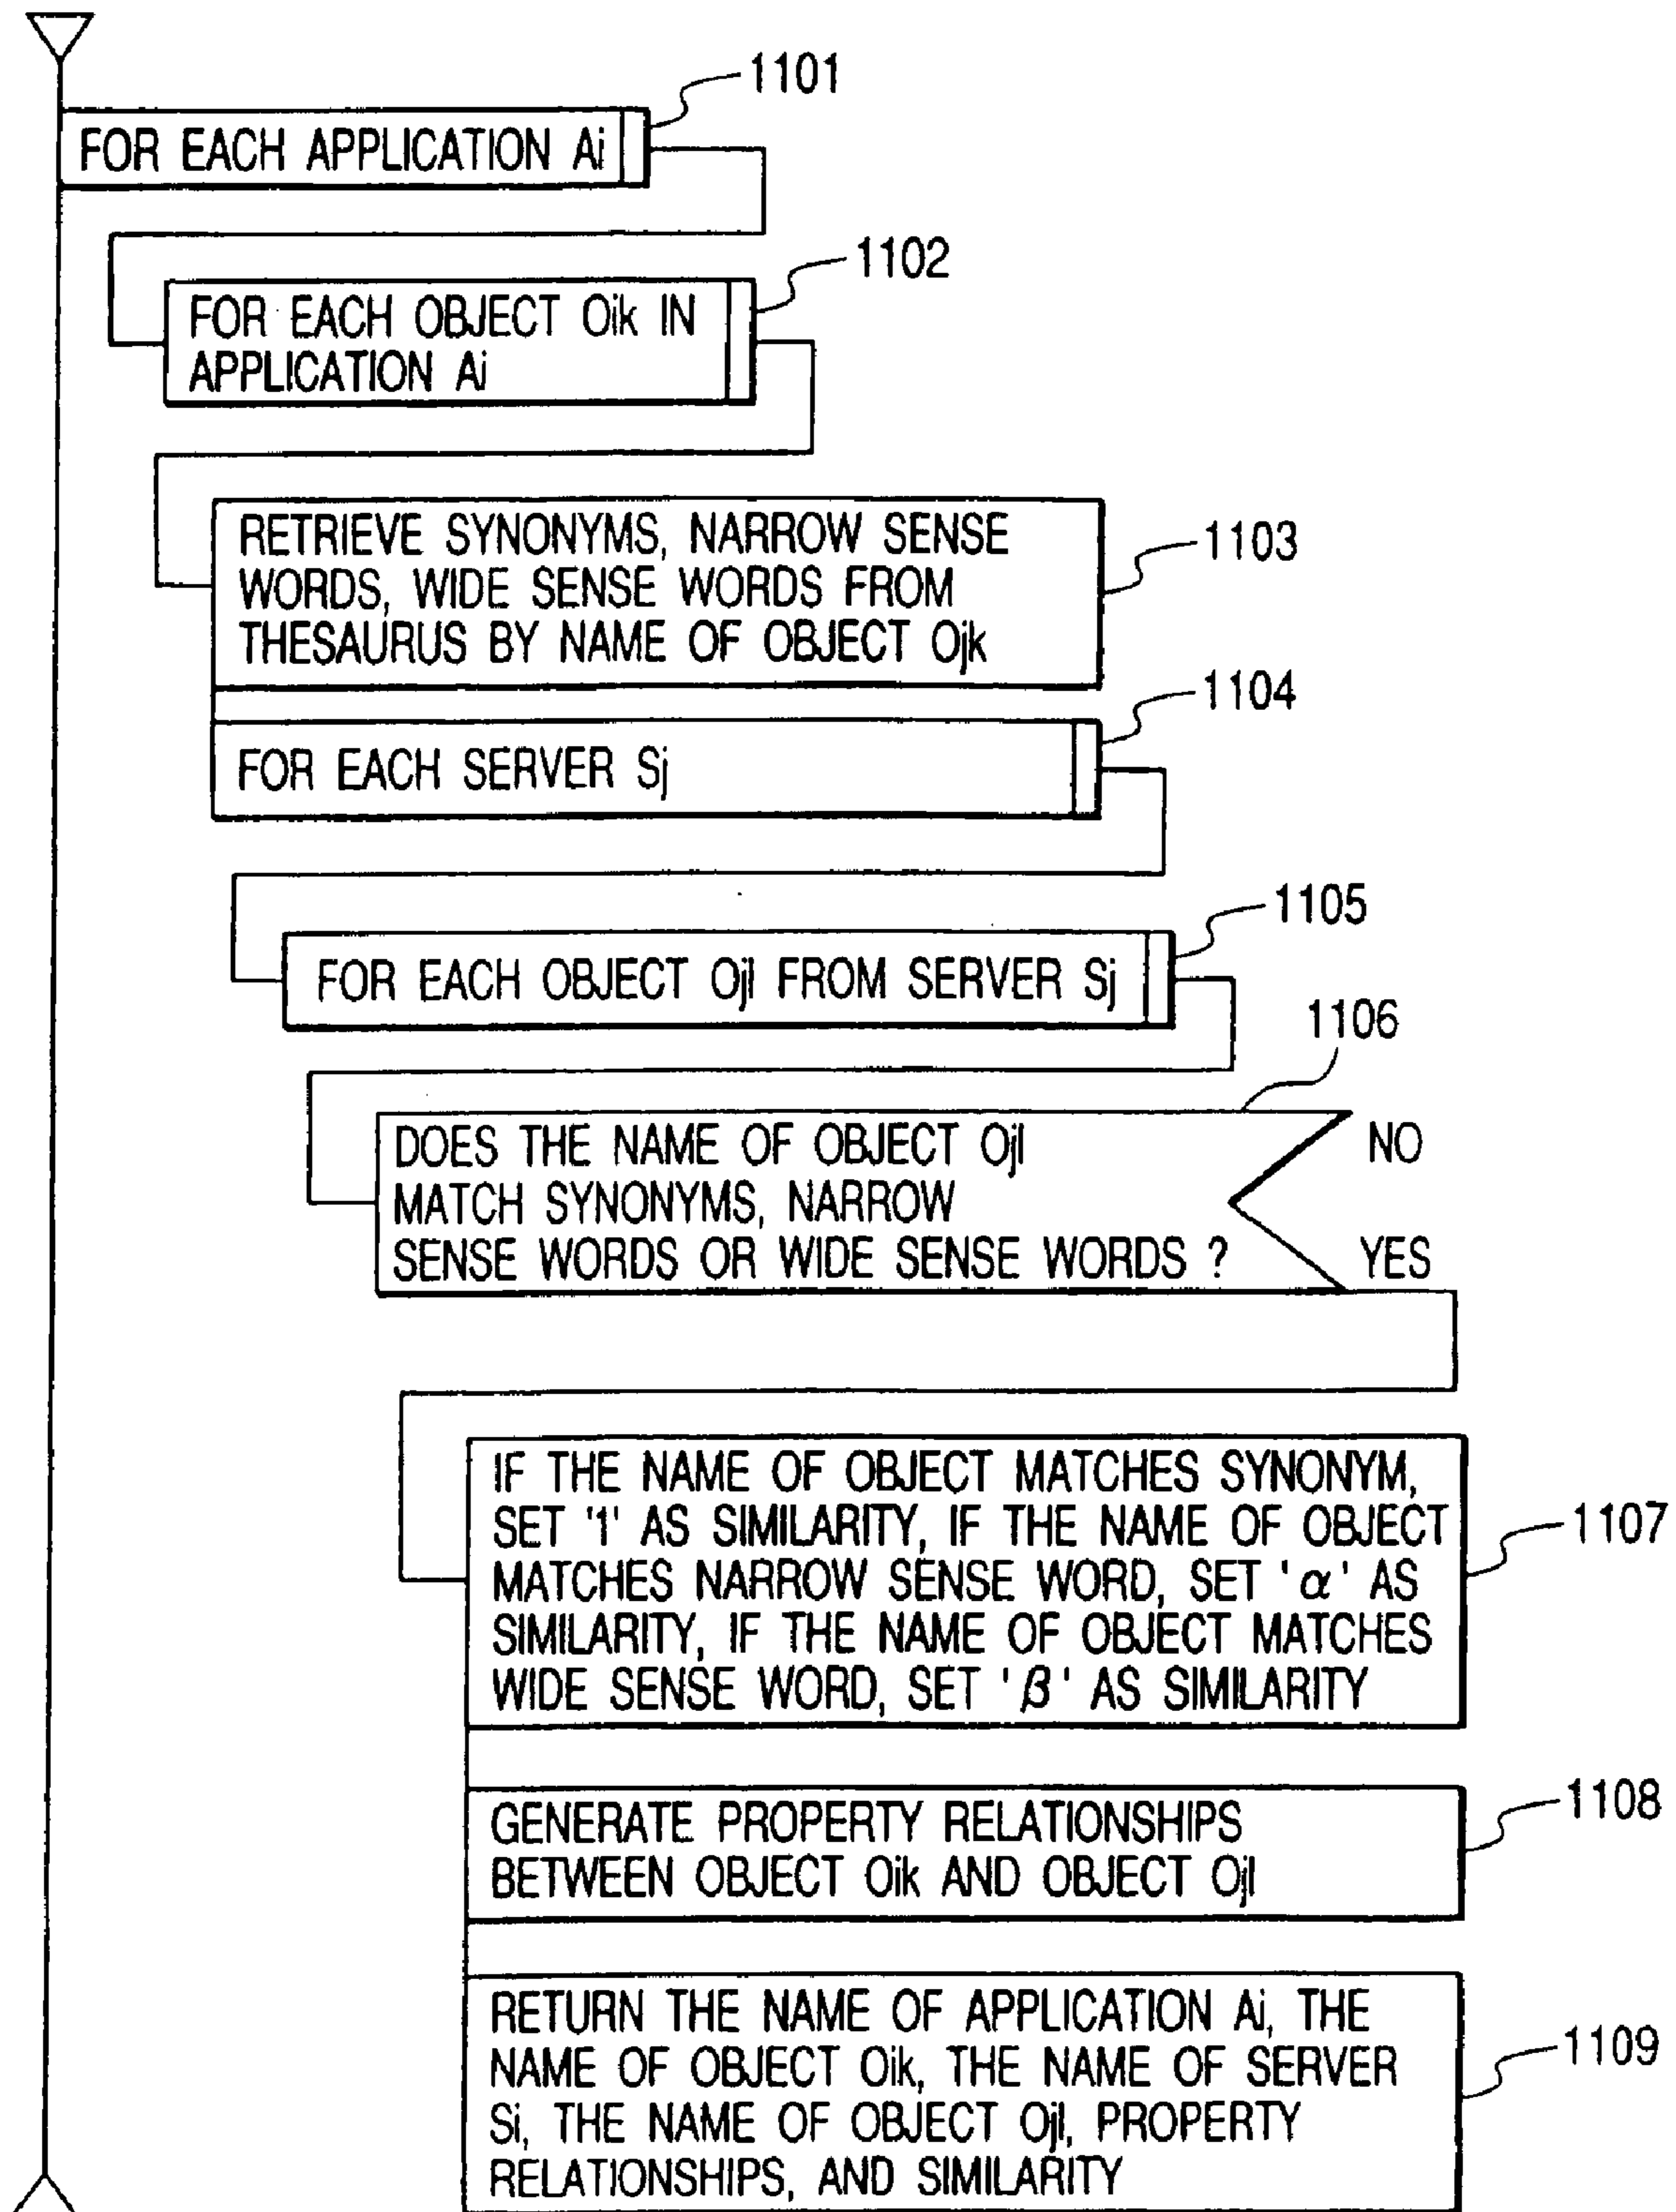 1101
FOR EACH APPLICATION Ai
1102
FOR EACH OBJECT Oik IN
APPLICATION Ai
1103
RETRIEVE SYNONYMS, NARROW SENSE
WORDS, WIDE SENSE WORDS FROM
THESAURUS BY NAME OF OBJECT Ojk
1104
FOR EACH SERVER Sj
1105
FOR EACH OBJECT Ojl FROM SERVER Sj
1106
DOES THE NAME OF OBJECT Ojl
MATCH SYNONYMS, NARROW
SENSE WORDS OR WIDE SENSE WORDS ?
NO
YES
1107
IF THE NAME OF OBJECT MATCHES SYNONYM,
SET '1' AS SIMILARITY, IF THE NAME OF OBJECT
MATCHES NARROW SENSE WORD, SET 'α' AS
SIMILARITY, IF THE NAME OF OBJECT MATCHES
WIDE SENSE WORD, SET 'β' AS SIMILARITY
1108
GENERATE PROPERTY RELATIONSHIPS
BETWEEN OBJECT Oik AND OBJECT Ojl
1109
RETURN THE NAME OF APPLICATION Ai, THE
NAME OF OBJECT Oik, THE NAME OF SERVER
Si, THE NAME OF OBJECT Ojl, PROPERTY
RELATIONSHIPS, AND SIMILARITY